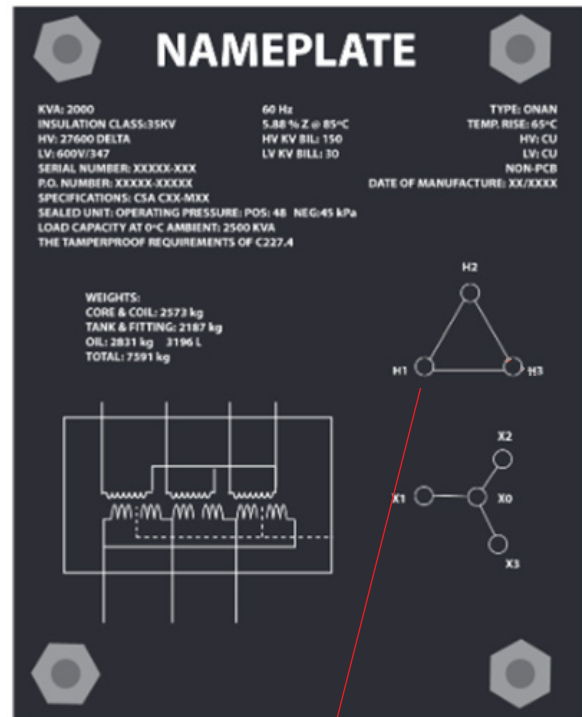 NAMEPLATE
KVA: 2000 60 Hz TYPE: ONAN
INSULATION CLASS:35KV 5.88 % Z @ 85°C TEMP. RISE: 65°C
HV: 27600 DELTA HV KV BIL: 150 HV: CU
LV: 600V/347 LV KV BILL: 30 LV: CU
SERIAL NUMBER: XXXXX-XXX NON-PCB
P.O. NUMBER: XXXXX-XXXXX DATE OF MANUFACTURE: XX/XXXX
SPECIFICATIONS: CSA CXX-MXX
SEALED UNIT: OPERATING PRESSURE: POS: 48 NEG:45 kPa
LOAD CAPACITY AT 0°C AMBIENT: 2500 KVA
THE TAMPERPROOF REQUIREMENTS OF C227.4
WEIGHTS:
CORE & COIL: 2573 kg
TANK & FITTING: 2187 kg
OIL: 2831 kg 3196 L
TOTAL: 7591 kg
H2
H1 H3
X2
X1 X0
X3